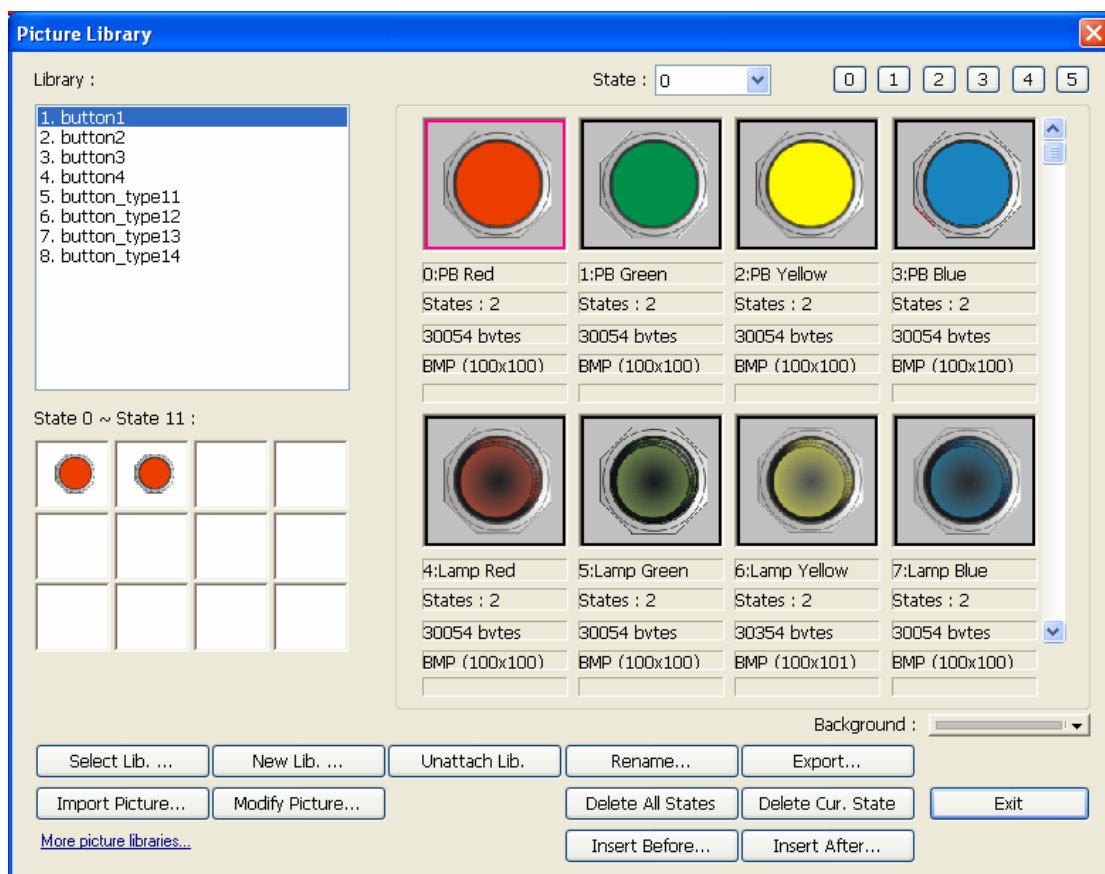 Picture Library
Library :
State : 0
0 1 2 3 4 5
1. button1
2. button2
3. button3
4. button4
5. button_type11
6. button_type12
7. button_type13
8. button_type14
0:PB Red 1:PB Green 2:PB Yellow 3:PB Blue
States : 2 States : 2 States : 2 States : 2
30054 bytes 30054 bytes 30054 bytes 30054 bytes
BMP (100x100) BMP (100x100) BMP (100x100) BMP (100x100)
State 0 ~ State 11 :
4:Lamp Red 5:Lamp Green 6:Lamp Yellow 7:Lamp Blue
States : 2 States : 2 States : 2 States : 2
30054 bytes 30054 bytes 30354 bytes 30054 bytes
BMP (100x100) BMP (100x100) BMP (100x101) BMP (100x100)
Background :
Select Lib. ... New Lib. ... Unattach Lib. Rename... Export...
Import Picture... Modify Picture... Delete All States Delete Cur. State Exit
More picture libraries... Insert Before... Insert After...